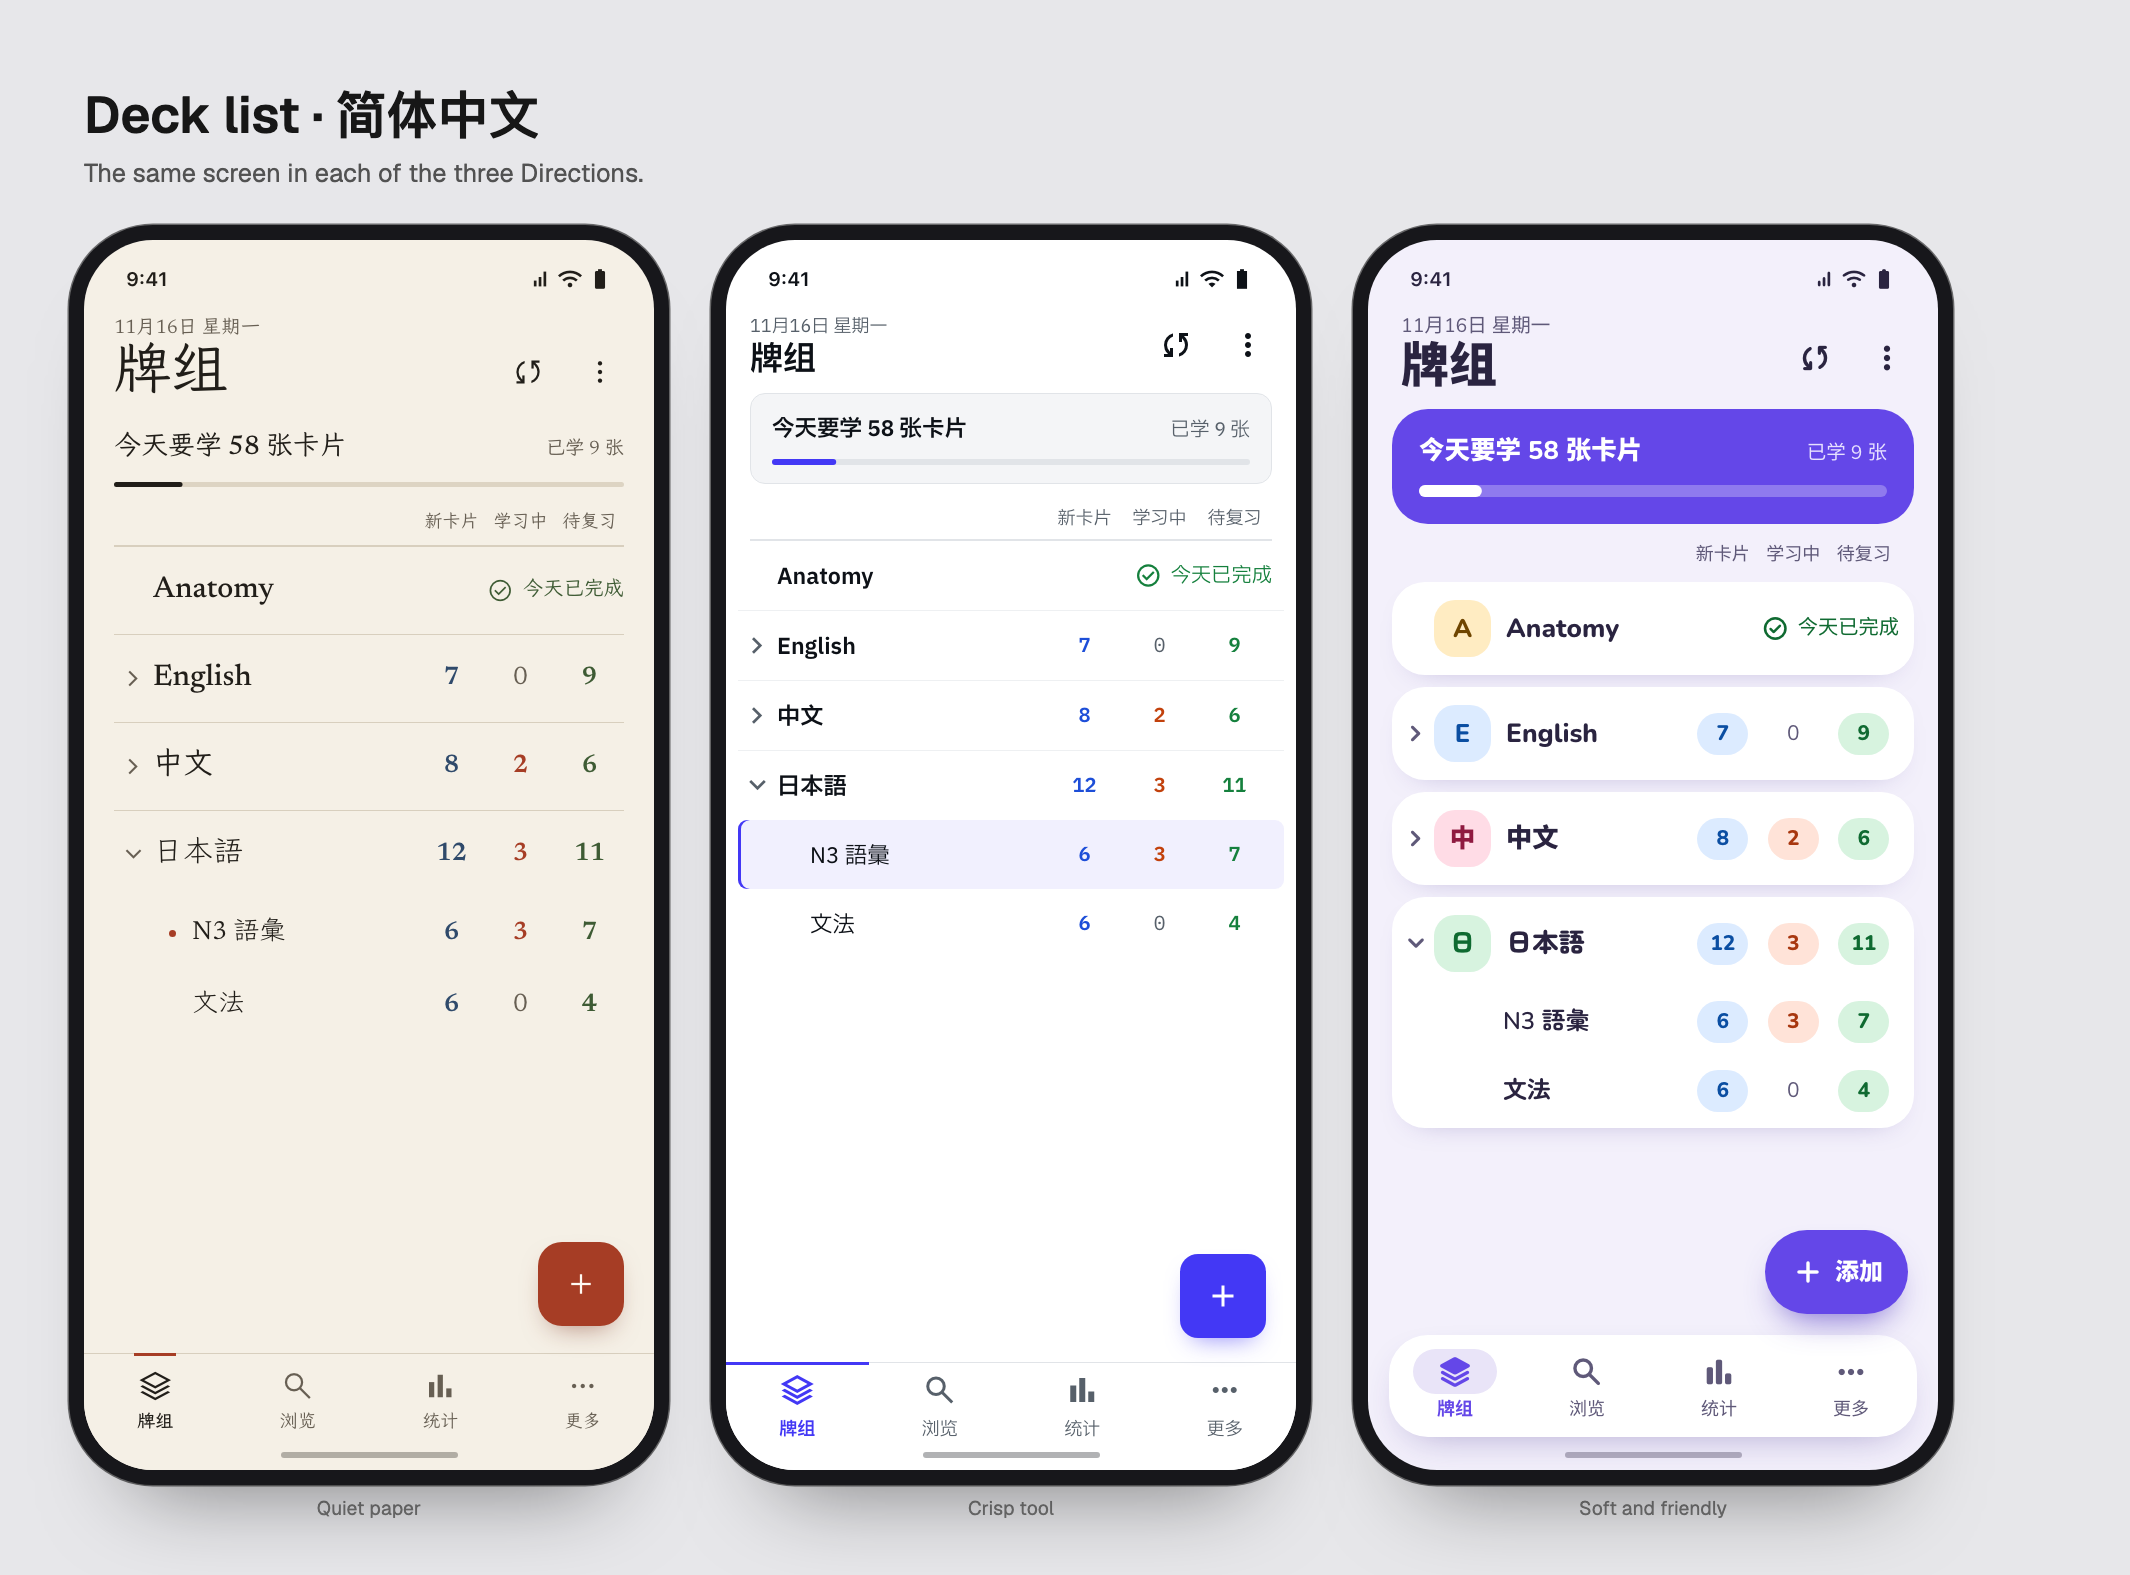 Deck list · 简体中文
The same screen in each of the three Directions.
9:41
11月16日 星期一
牌组
今天要学 58 张卡片
已学 9 张
新卡片 学习中 待复习
Anatomy 今天已完成
English 7 0 9
中文 8 2 6
日本語 12 3 11
N3 語彙 6 3 7
文法 6 0 4
牌组 浏览 统计 更多
Quiet paper
9:41
11月16日 星期一
牌组
今天要学 58 张卡片
已学 9 张
新卡片 学习中 待复习
Anatomy 今天已完成
English 7 0 9
中文 8 2 6
日本語 12 3 11
N3 語彙 6 3 7
文法 6 0 4
牌组 浏览 统计 更多
Crisp tool
9:41
11月16日 星期一
牌组
今天要学 58 张卡片
已学 9 张
新卡片 学习中 待复习
A Anatomy 今天已完成
E English 7 0 9
中 中文 8 2 6
日 日本語 12 3 11
N3 語彙 6 3 7
文法 6 0 4
添加
牌组 浏览 统计 更多
Soft and friendly